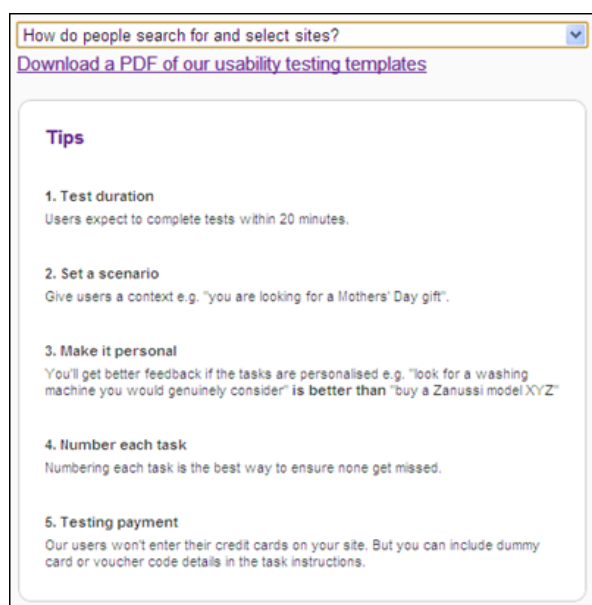 How do people search for and select sites?
Download a PDF of our usability testing templates
Tips
1. Test duration
Users expect to complete tests within 20 minutes.
2. Set a scenario
Give users a context e.g. "you are looking for a Mothers' Day gift".
3. Make it personal
You'll get better feedback if the tasks are personalised e.g. "look for a washing
machine you would genuinely consider" is better than "buy a Zanussi model XYZ"
4. Number each task
Numbering each task is the best way to ensure none get missed.
5. Testing payment
Our users won't enter their credit cards on your site. But you can include dummy
card or voucher code details in the task instructions.